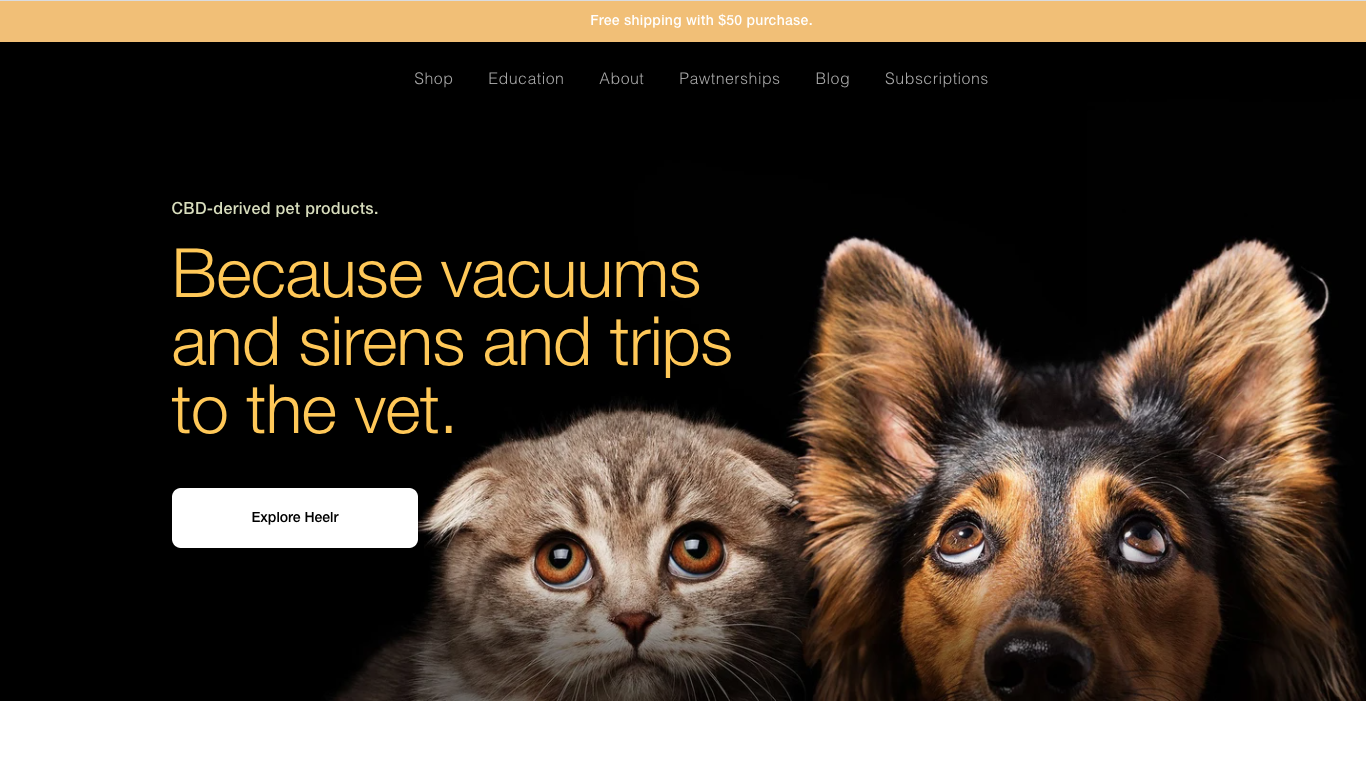 Free shipping with $50 purchase.
Shop Education About Pawtnerships Blog Subscriptions
CBD-derived pet products.
Because vacuums
and sirens and trips
to the vet.
Explore Heelr